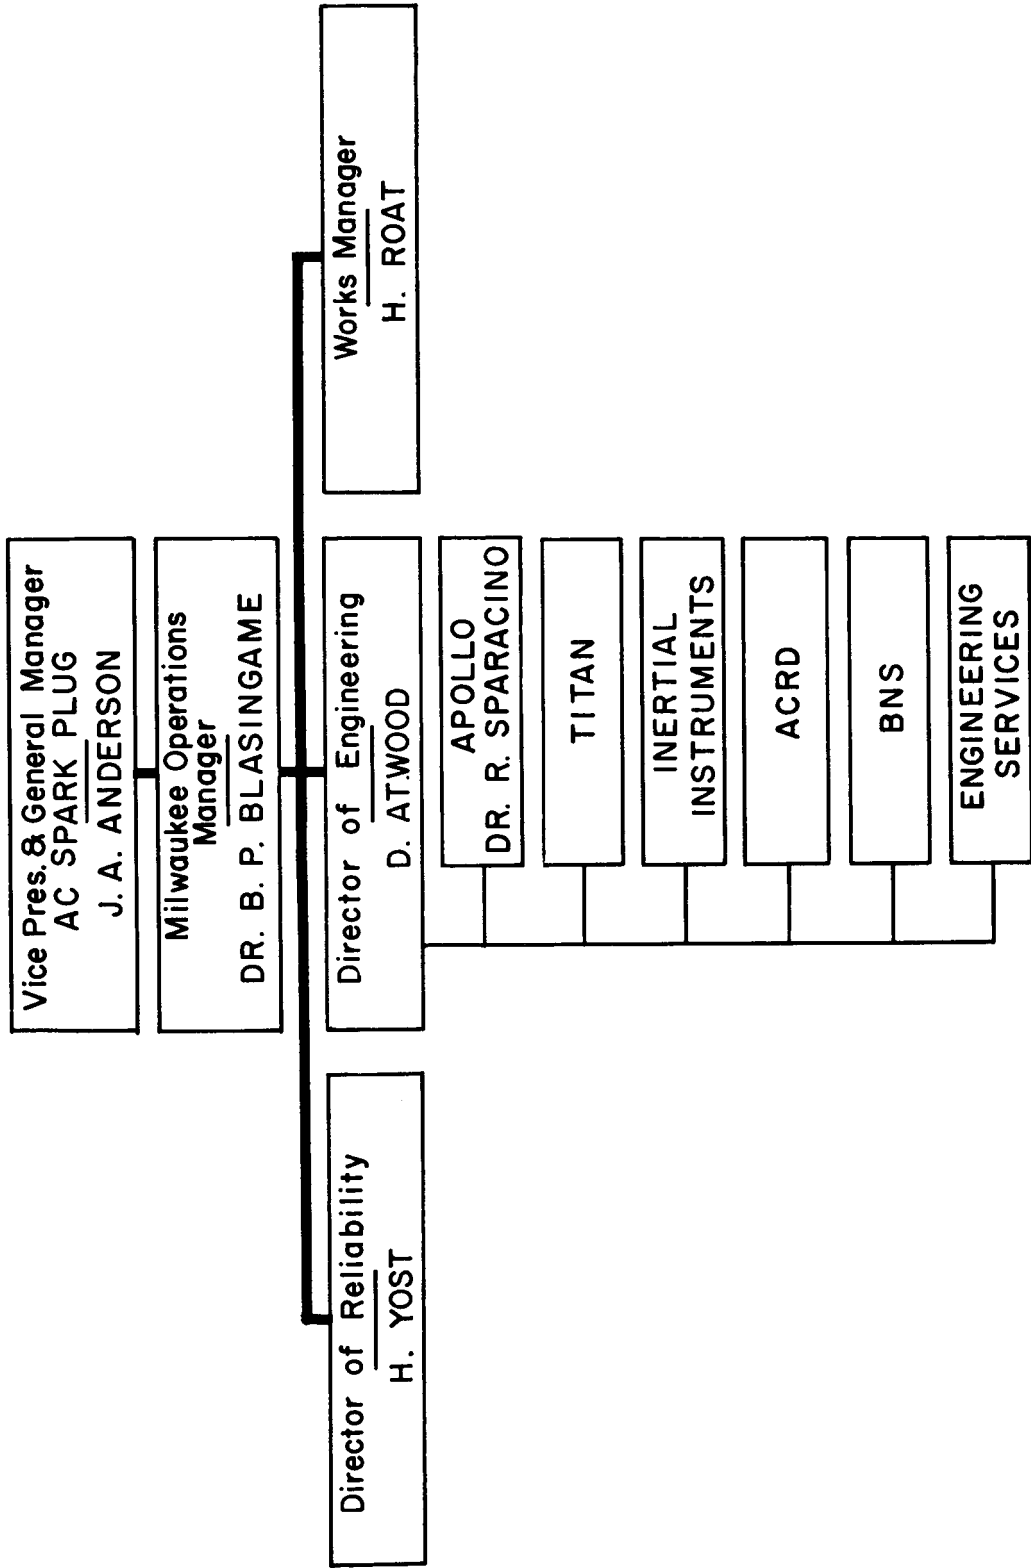 Vice Pres. & General Manager
AC SPARK PLUG
J. A. ANDERSON
Milwaukee Operations
Manager
DR. B. P. BLASINGAME
Director of Reliability
H. YOST
Director of Engineering
D. ATWOOD
Works Manager
H. ROAT
APOLLO
DR. R. SPARACINO
TITAN
INERTIAL
INSTRUMENTS
ACRD
BNS
ENGINEERING
SERVICES